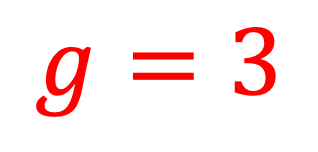 g = 3